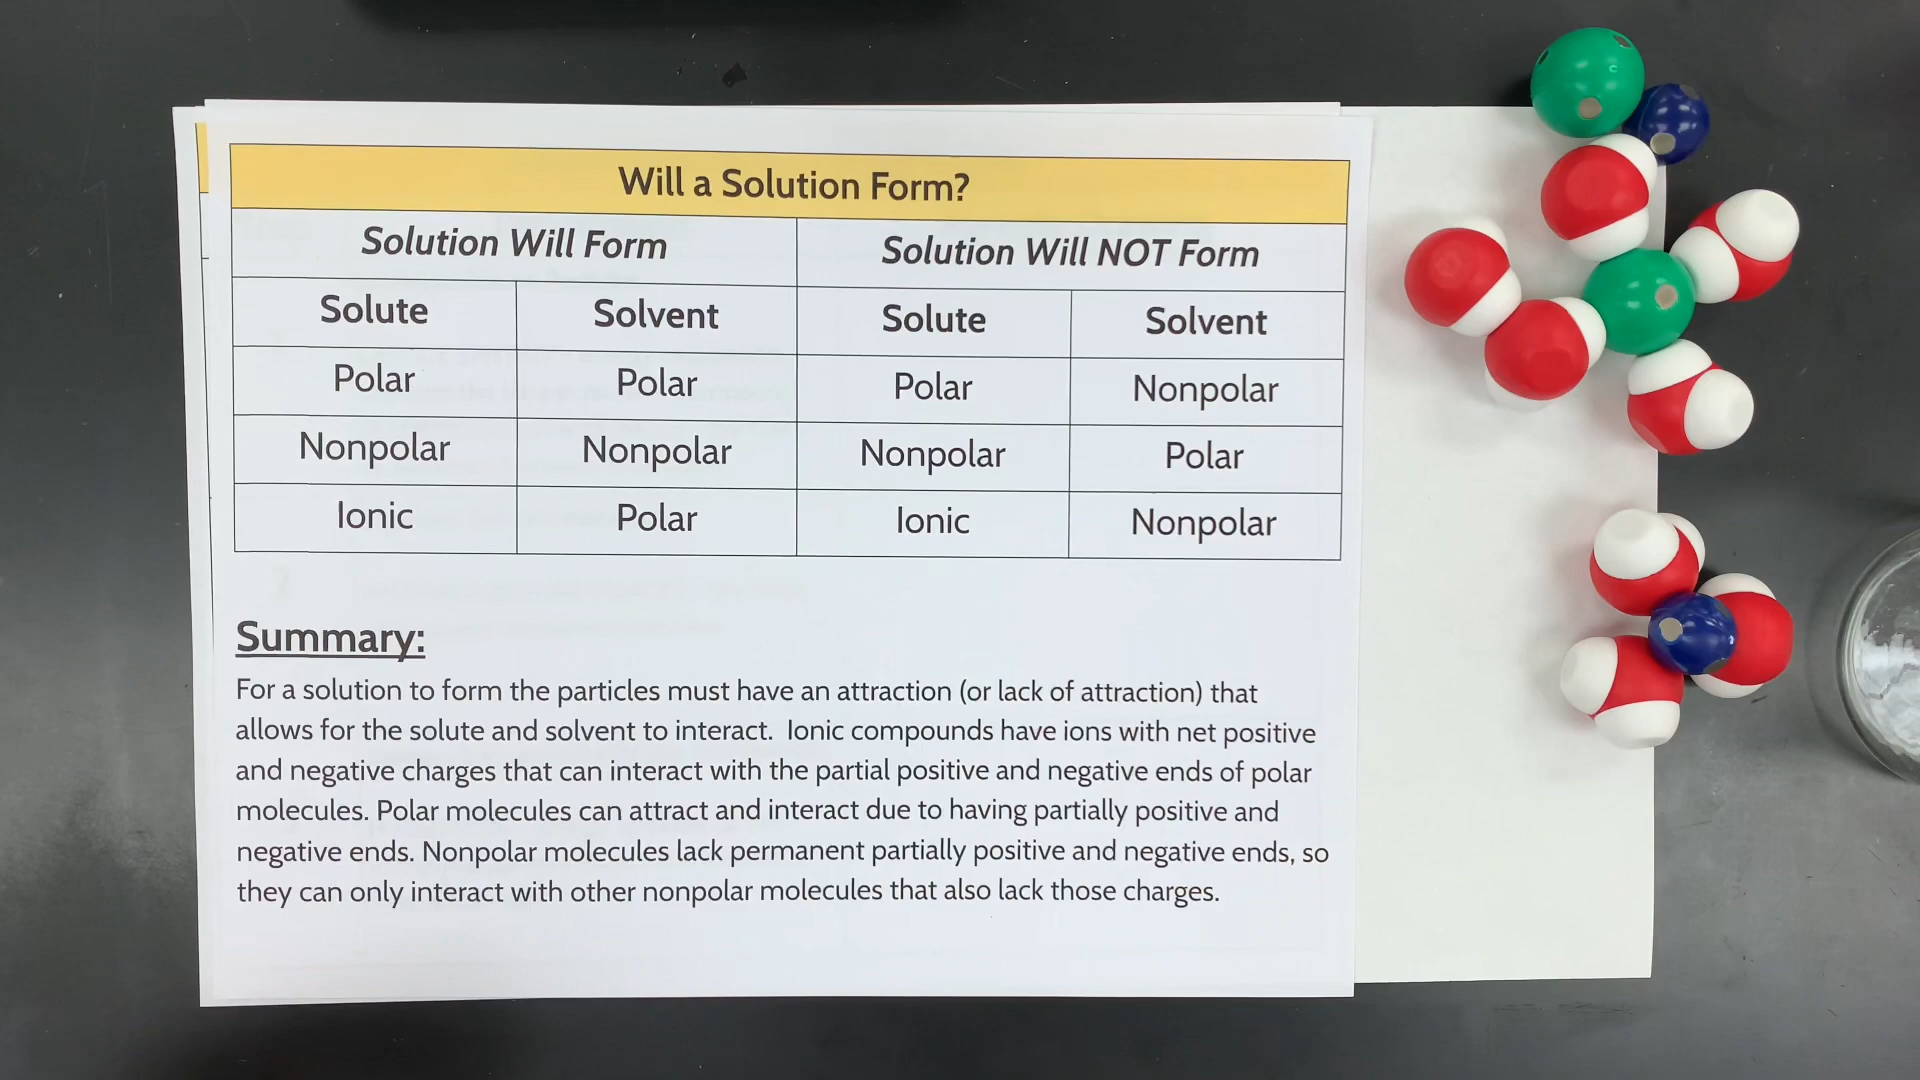 Will a Solution Form?
Solution Will Form Solution Will NOT Form
Solute Solvent Solute Solvent
Polar Polar Polar Nonpolar
Nonpolar Nonpolar Nonpolar Polar
Ionic Polar Ionic Nonpolar
Summary:
For a solution to form the particles must have an attraction (or lack of attraction) that
allows for the solute and solvent to interact. Ionic compounds have ions with net positive
and negative charges that can interact with the partial positive and negative ends of polar
molecules. Polar molecules can attract and interact due to having partially positive and
negative ends. Nonpolar molecules lack permanent partially positive and negative ends, so
they can only interact with other nonpolar molecules that also lack those charges.